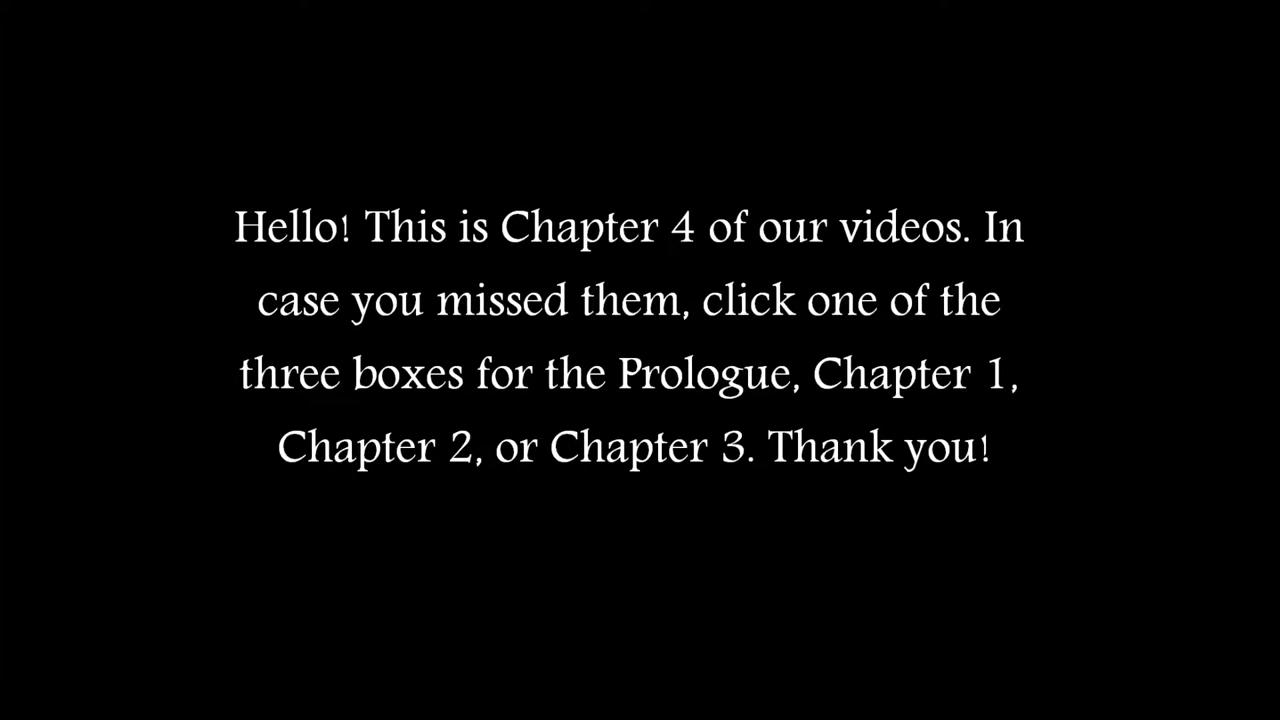 Hello! This is Chapter 4 of our videos. In
case you missed them, click one of the
three boxes for the Prologue, Chapter 1,
Chapter 2, or Chapter 3. Thank you!